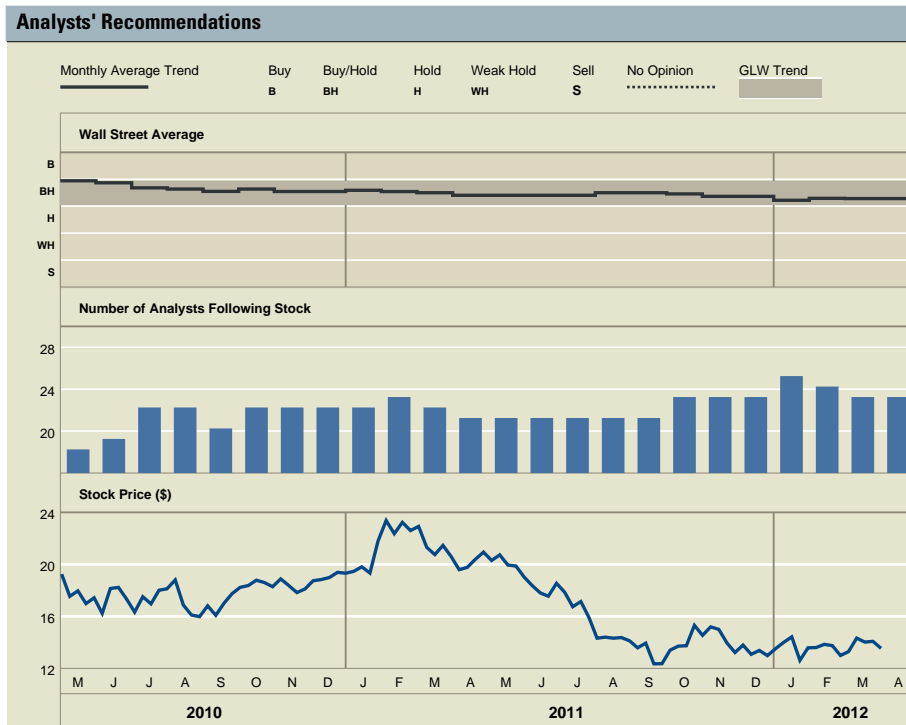 Analysts' Recommendations
Monthly Average Trend Buy Buy/Hold Hold Weak Hold Sell No Opinion GLW Trend
B BH H WH S
Wall Street Average
B
BH
H
WH
S
Number of Analysts Following Stock
28
24
20
Stock Price ($)
24
20
16
12
M J J A S O N D J F M A M J J A S O N D J F M A
2010 2011 2012